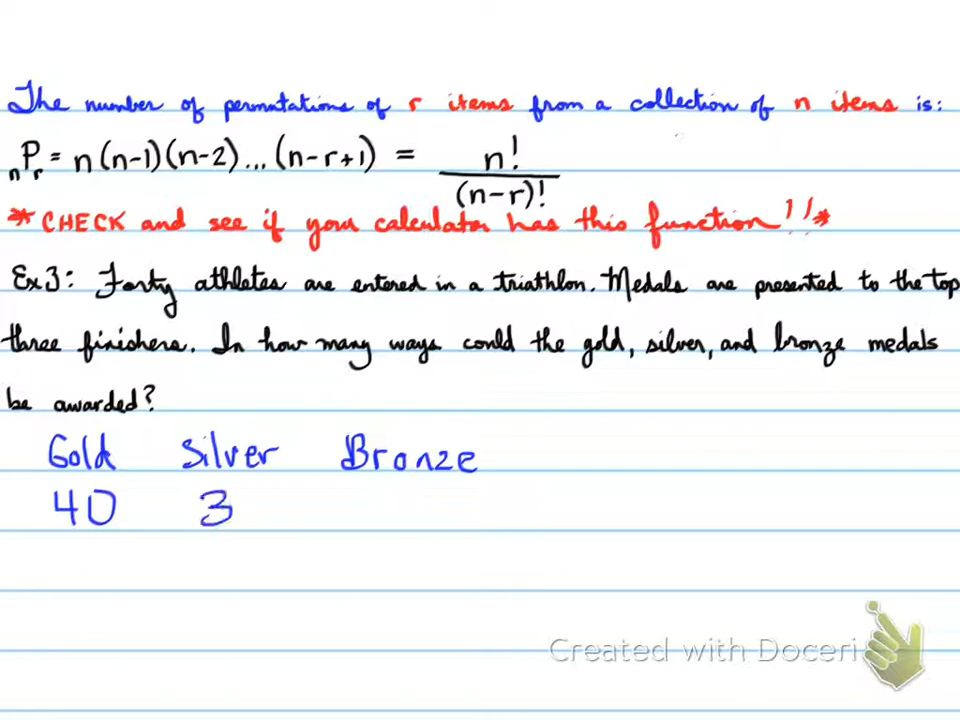 The number of permutations of r items from a collection of n items is:
nPr = n(n-1)(n-2)...(n-r+1) = n!/(n-r)!
*CHECK and see if your calculator has this function!!*
Ex3: Forty athletes are entered in a triathlon. Medals are presented to the top
three finishers. In how many ways could the gold, silver, and bronze medals
be awarded?
Gold Silver Bronze
40 3
Created with Doceri